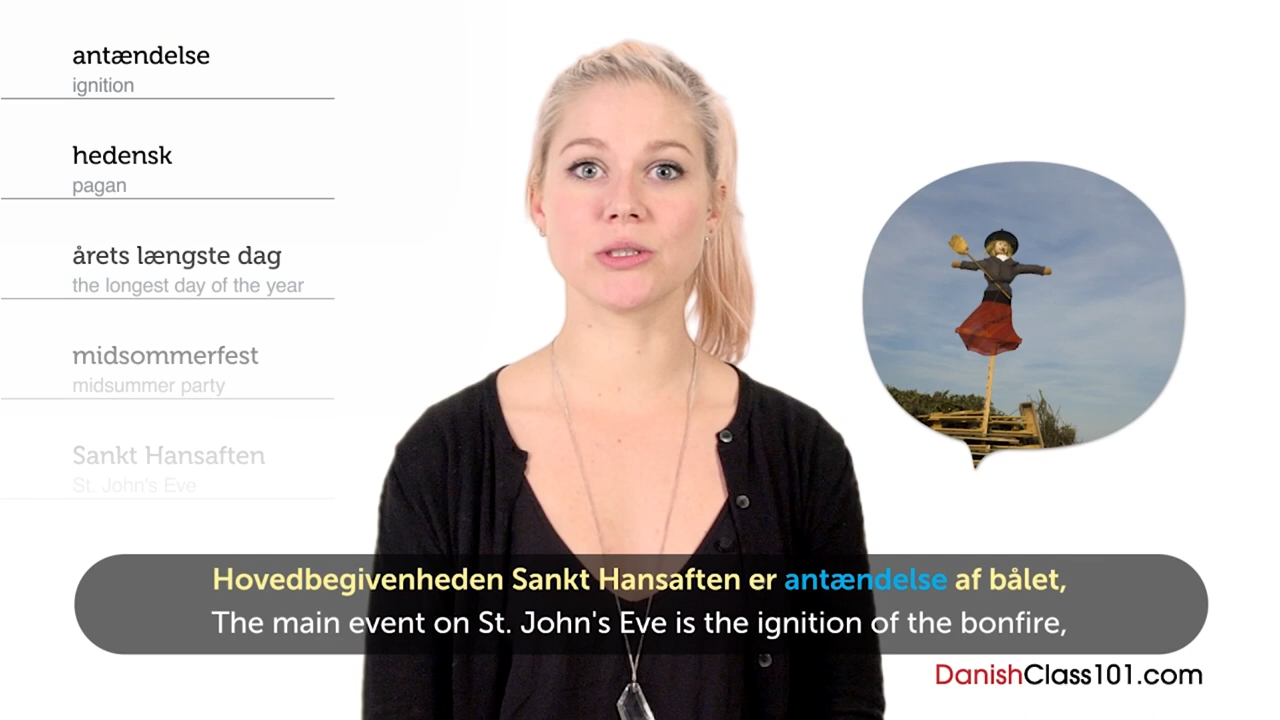 antændelse
ignition
hedensk
pagan
årets længste dag
the longest day of the year
midsommerfest
midsummer party
Sankt Hansaften
St. John's Eve
Hovedbegivenheden Sankt Hansaften er antændelse af bålet,
The main event on St. John's Eve is the ignition of the bonfire,
DanishClass101.com